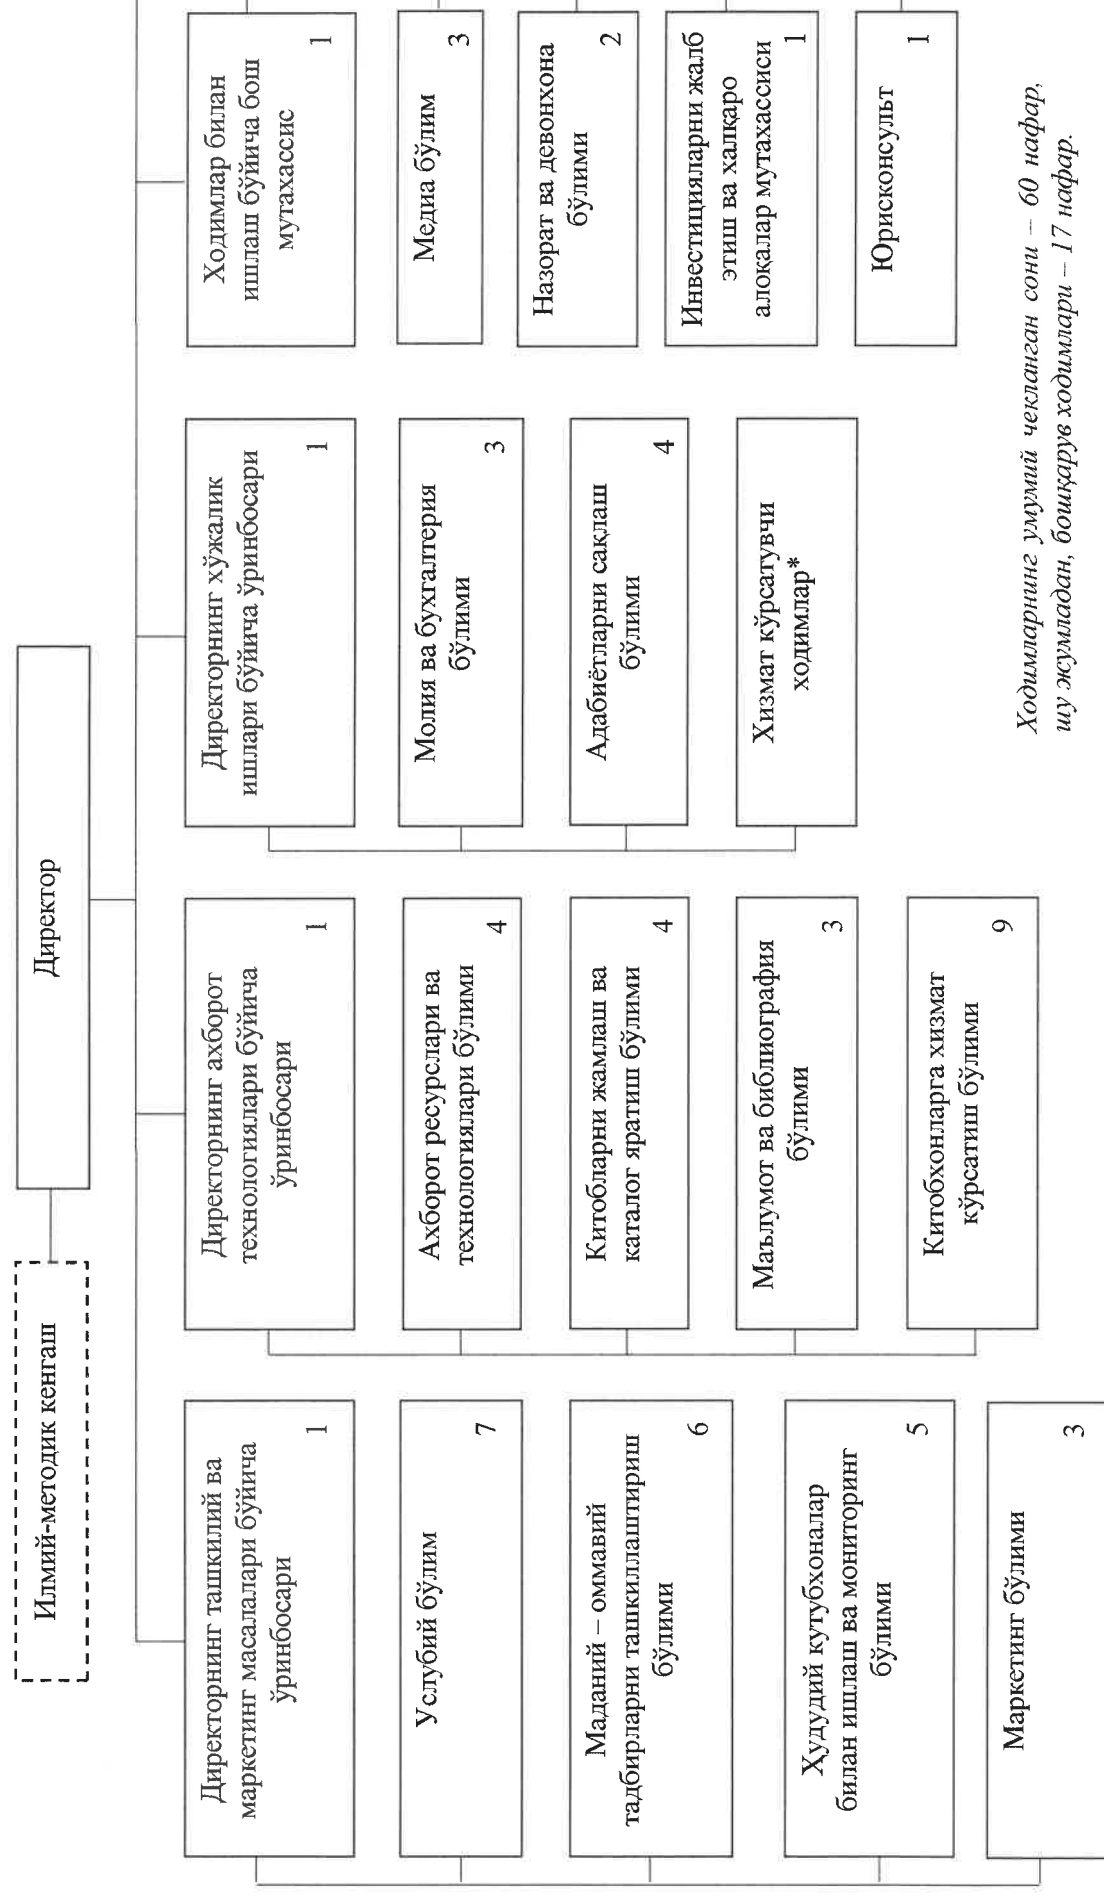 Илмий-методик кенгаш
Директор
Директорнинг ташкилий ва
маркетинг масалалари бўйича
ўринбосари
1
Услубий бўлим
7
Маданий – оммавий
тадбирларни ташкиллаштириш
бўлими
6
Ҳудудий кутубхоналар
билан ишлаш ва мониторинг
бўлими
5
Маркетинг бўлими
3
Директорнинг ахборот
технологиялари бўйича
ўринбосари
1
Ахборот ресурслари ва
технологиялари бўлими
4
Китобларни жамлаш ва
каталог яратиш бўлими
4
Маълумот ва библиография
бўлими
3
Китобхонларга хизмат
кўрсатиш бўлими
9
Директорнинг хўжалик
ишлари бўйича ўринбосари
1
Молия ва бухгалтерия
бўлими
3
Адабиётларни сақлаш
бўлими
4
Хизмат кўрсатувчи
ходимлар*
Ходимлар билан
ишлаш бўйича бош
мутахассис
1
Медиа бўлим
3
Назорат ва девонхона
бўлими
2
Инвестицияларни жалб
этиш ва халқаро
алоқалар мутахассиси
1
Юрисконсульт
1
Ходимларнинг умумий чекланган сони – 60 нафар,
шу жумладан, бошқарув ходимлари – 17 нафар.